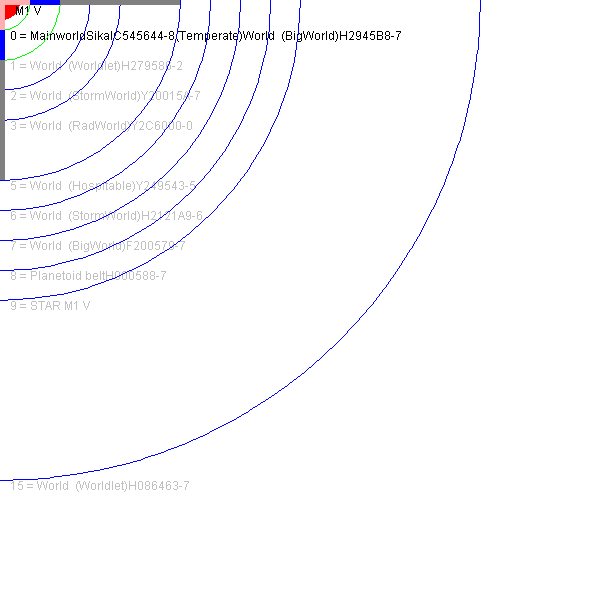 M1 V
0 = MainworldSikalC545644-8,(Temperate)World (BigWorld)H2945B8-7
1 = World (Worldlet)H279586-2
2 = World (StormWorld)Y20015A-7
3 = World (RadWorld)Y2C6000-0
5 = World (Hospitable)Y249543-5
6 = World (StormWorld)H2121A9-6
7 = World (BigWorld)F200579-7
8 = Planetoid beltH000588-7
9 = STAR M1 V
15 = World (Worldlet)H086463-7